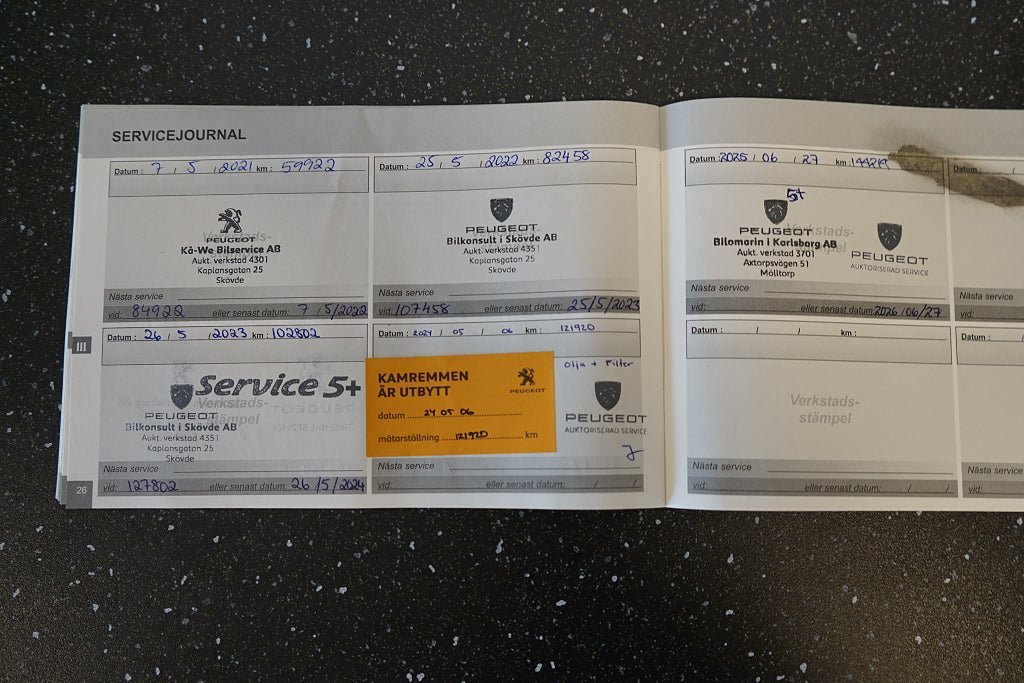 SERVICEJOURNAL
Datum: 7 / 5 / 2021 km: 59922
PEUGEOT
Verkstads-
Kå-We Bilservice AB
Aukt. verkstad 4301
Kaplansgatan 25
Skövde
Nästa service
vid: 84922 eller senast datum: 7 / 5/2022
Datum: 25 / 5 / 2022 km: 82458
PEUGEOT
Bilkonsult i Skövde AB
Aukt. verkstad 4351
Kaplansgatan 25
Skövde
Nästa service
vid: 107458 eller senast datum: 25/5/2023
Datum: 26 / 5 / 2023 km: 102802
Service 5+
PEUGEOT
Verkstads-
stämpel
Bilkonsult i Skövde AB
Aukt. verkstad 4351
Kaplansgatan 25
Skövde
Nästa service
vid: 127802 eller senast datum: 26 /5/2024
26
III
Datum: 2024 / 05 / 06 km: 121920
Olja + Filter
KAMREMMEN
ÄR UTBYTT
PEUGEOT
datum 24 05 06
mätarställning 121920 km
PEUGEOT
AUKTORISERAD SERVICE
Nästa service
vid: eller senast datum: / /
Datum: 2025 / 06 / 27 km: 144219
5+
PEUGEOT
Verkstads-
stämpel
Bilomarin i Karlsborg AB
Aukt. verkstad 3701
Axtorpsvägen 51
Mölltorp
PEUGEOT
AUKTORISERAD SERVICE
Nästa service
vid: eller senast datum: 2026 /06/27
Datum: / / km:
Verkstads-
stämpel
Nästa service
vid: eller senast datum: / /
Datum: /
Nästa service
vid:
Datum:
Nästa service
vid: